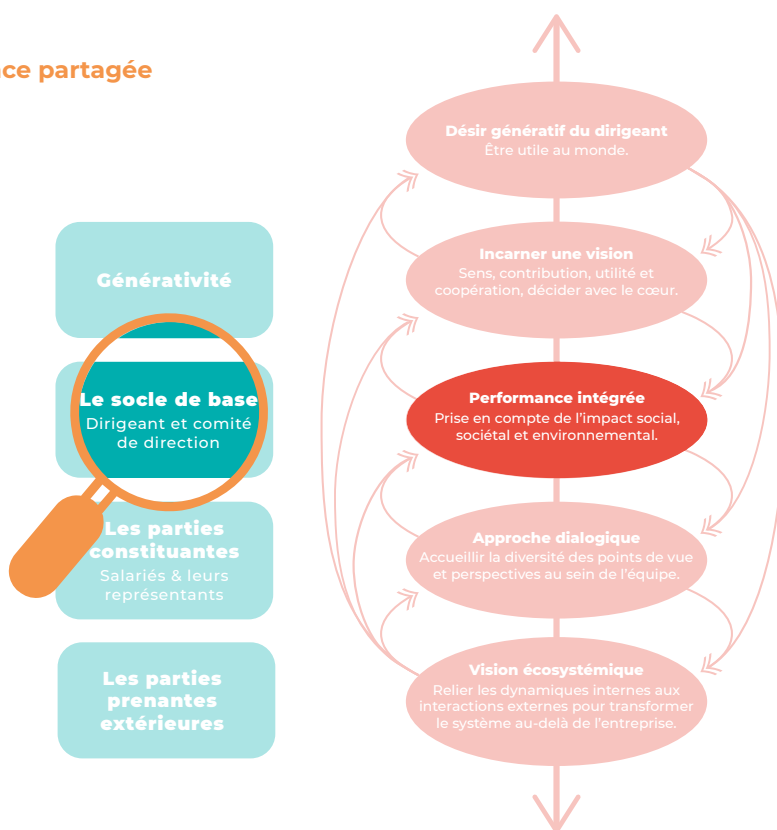 partagée
Générativité
Le socle de base
Dirigeant et comité
de direction
Les parties
constituantes
Salariés & leurs
représentants
Les parties
prenantes
extérieures
Désir génératif du dirigeant
Être utile au monde.
Incarner une vision
Sens, contribution, utilité et
coopération, décider avec le cœur.
Performance intégrée
Prise en compte de l’impact social,
sociétal et environnemental.
Approche dialogique
Accueillir la diversité des points de vue
et perspectives au sein de l’équipe.
Vision écosystémique
Relier les dynamiques internes aux
interactions externes pour transformer
le système au-delà de l’entreprise.